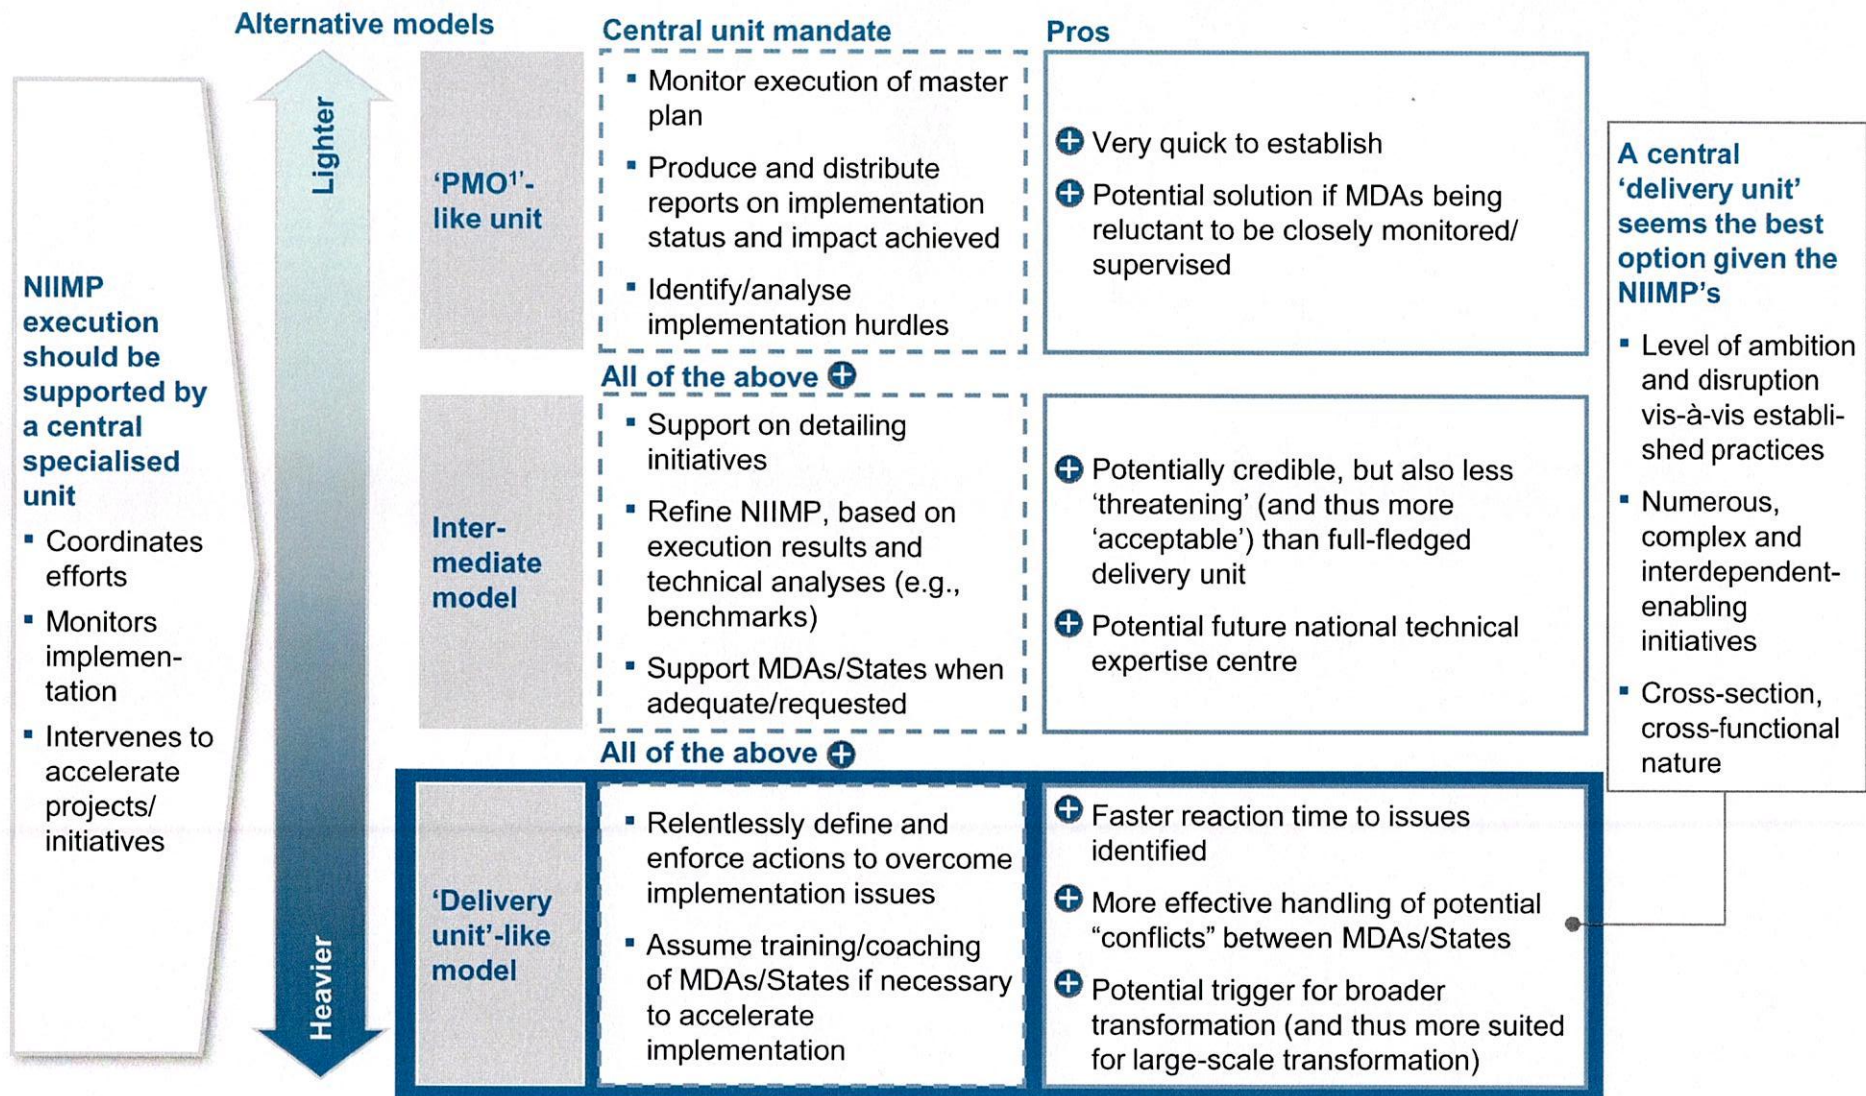 Alternative models
Central unit mandate
Pros
NIIMP
execution
should be
supported by
a central
specialised
unit
▪ Coordinates
efforts
▪ Monitors
implemen-
tation
▪ Intervenes to
accelerate
projects/
initiatives
Lighter
Heavier
‘PMO¹’-
like unit
▪ Monitor execution of master
plan
▪ Produce and distribute
reports on implementation
status and impact achieved
▪ Identify/analyse
implementation hurdles
+ Very quick to establish
+ Potential solution if MDAs being
reluctant to be closely monitored/
supervised
All of the above +
Inter-
mediate
model
▪ Support on detailing
initiatives
▪ Refine NIIMP, based on
execution results and
technical analyses (e.g.,
benchmarks)
▪ Support MDAs/States when
adequate/requested
+ Potentially credible, but also less
‘threatening’ (and thus more
‘acceptable’) than full-fledged
delivery unit
+ Potential future national technical
expertise centre
All of the above +
‘Delivery
unit’-like
model
▪ Relentlessly define and
enforce actions to overcome
implementation issues
▪ Assume training/coaching
of MDAs/States if necessary
to accelerate
implementation
+ Faster reaction time to issues
identified
+ More effective handling of potential
“conflicts” between MDAs/States
+ Potential trigger for broader
transformation (and thus more suited
for large-scale transformation)
A central
‘delivery unit’
seems the best
option given the
NIIMP’s
▪ Level of ambition
and disruption
vis-à-vis establi-
shed practices
▪ Numerous,
complex and
interdependent-
enabling
initiatives
▪ Cross-section,
cross-functional
nature